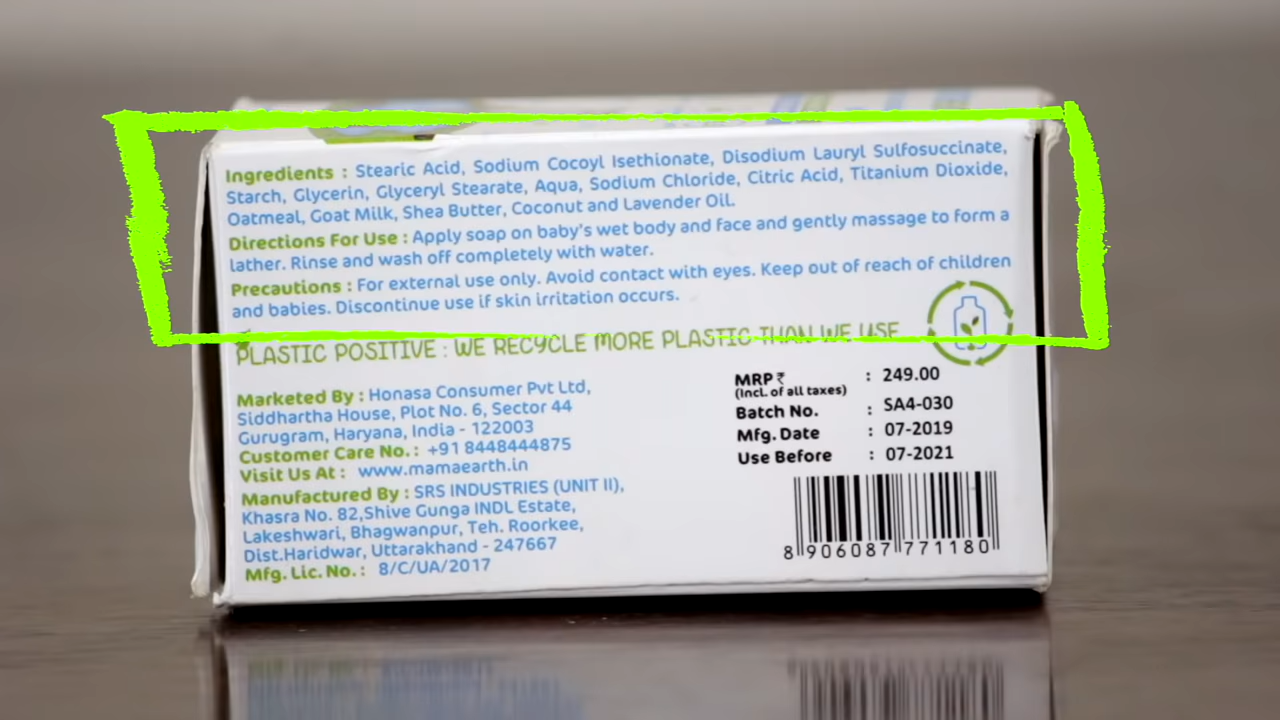 Ingredients : Stearic Acid, Sodium Cocoyl Isethionate, Disodium Lauryl Sulfosuccinate,
Starch, Glycerin, Glyceryl Stearate, Aqua, Sodium Chloride, Citric Acid, Titanium Dioxide,
Oatmeal, Goat Milk, Shea Butter, Coconut and Lavender Oil.
Directions For Use : Apply soap on baby's wet body and face and gently massage to form a
lather. Rinse and wash off completely with water.
Precautions : For external use only. Avoid contact with eyes. Keep out of reach of children
and babies. Discontinue use if skin irritation occurs.
PLASTIC POSITIVE : WE RECYCLE MORE PLASTIC THAN WE USE
Marketed By : Honasa Consumer Pvt Ltd,
Siddhartha House, Plot No. 6, Sector 44
Gurugram, Haryana, India - 122003
Customer Care No. : +91 8448444875
Visit Us At : www.mamaearth.in
Manufactured By : SRS INDUSTRIES (UNIT II),
Khasra No. 82,Shive Gunga INDL Estate,
Lakeshwari, Bhagwanpur, Teh. Roorkee,
Dist.Haridwar, Uttarakhand - 247667
Mfg. Lic. No. : 8/C/UA/2017
MRP ₹ : 249.00
(Incl. of all taxes)
Batch No. : SA4-030
Mfg. Date : 07-2019
Use Before : 07-2021
8 906087 771180